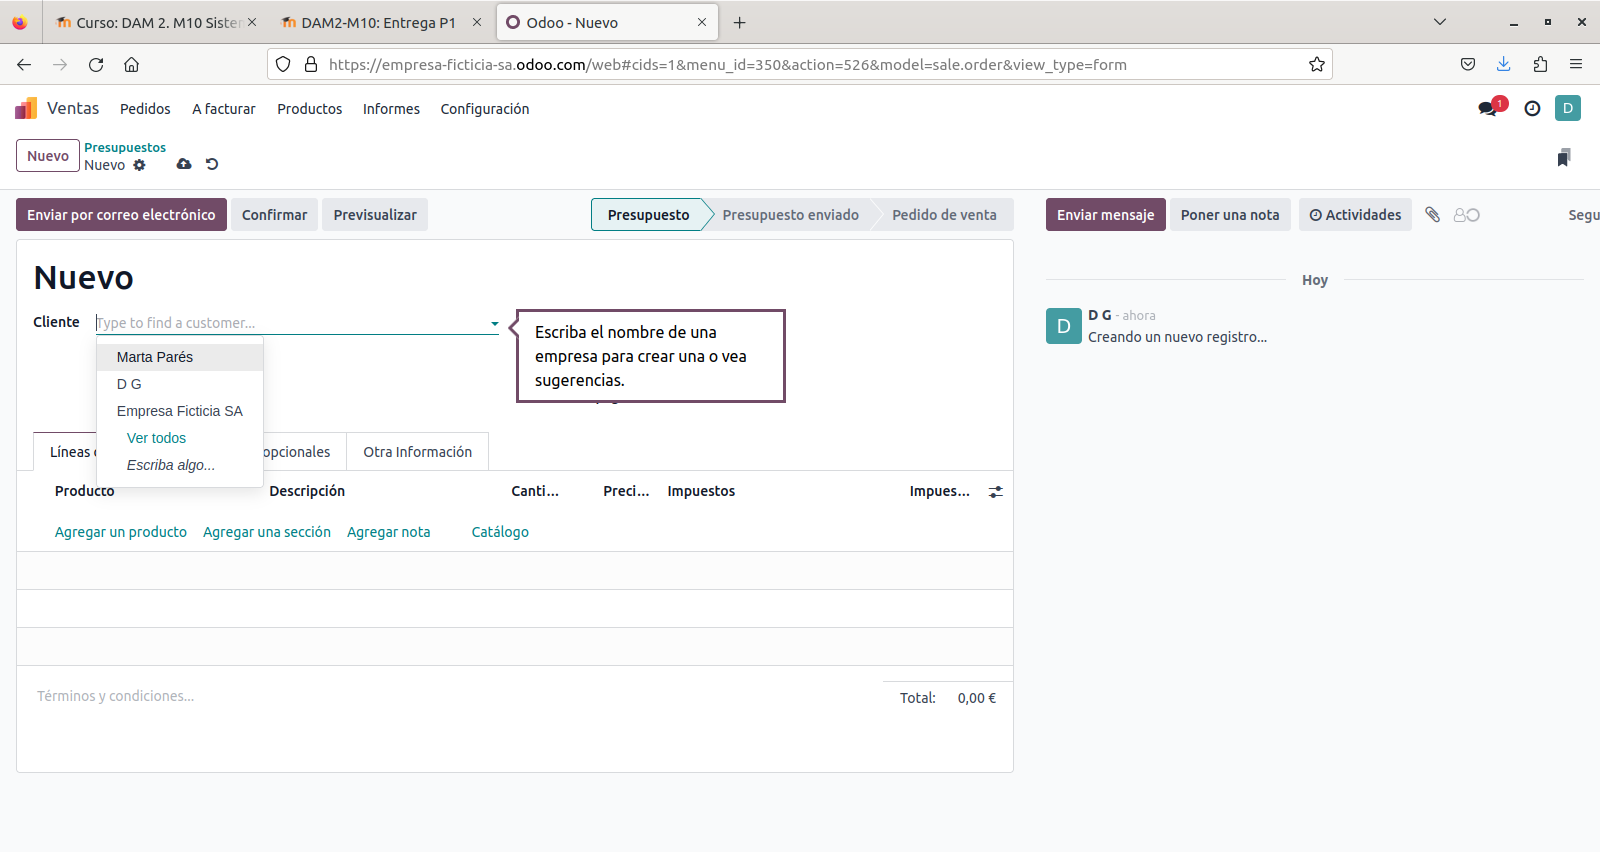 Curso: DAM 2. M10 Sister
DAM2-M10: Entrega P1
Odoo - Nuevo
https://empresa-ficticia-sa.odoo.com/web#cids=1&menu_id=350&action=526&model=sale.order&view_type=form
Ventas Pedidos A facturar Productos Informes Configuración
1
D
Nuevo
Presupuestos
Nuevo
Enviar por correo electrónico Confirmar Previsualizar
Presupuesto Presupuesto enviado Pedido de venta
Enviar mensaje Poner una nota Actividades Segu
Nuevo
Cliente Type to find a customer...
Escriba el nombre de una
empresa para crear una o vea
sugerencias.
Marta Parés
D G
Empresa Ficticia SA
Ver todos
Escriba algo...
Líneas opcionales Otra Información
Producto Descripción Canti... Preci... Impuestos Impues...
Agregar un producto Agregar una sección Agregar nota Catálogo
Términos y condiciones...
Total: 0,00 €
Hoy
D
D G - ahora
Creando un nuevo registro...